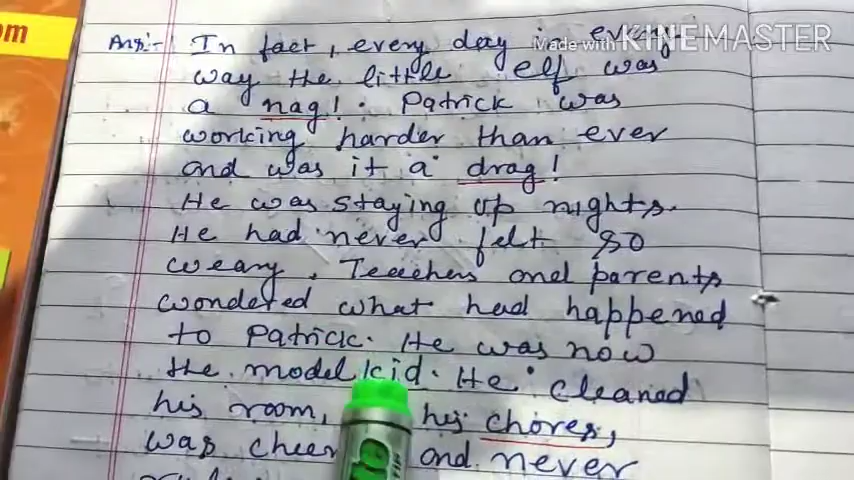 om
Made with KINEMASTER
Ans:- In fact, every day in every
way the little elf was
a nag! Patrick was
working harder than ever
and was it a drag!
He was staying up nights.
He had never felt so
weary. Teachers and parents
wondered what had happened
to Patrick. He was now
the model kid. He cleaned
his room, his chores,
was cheer and never